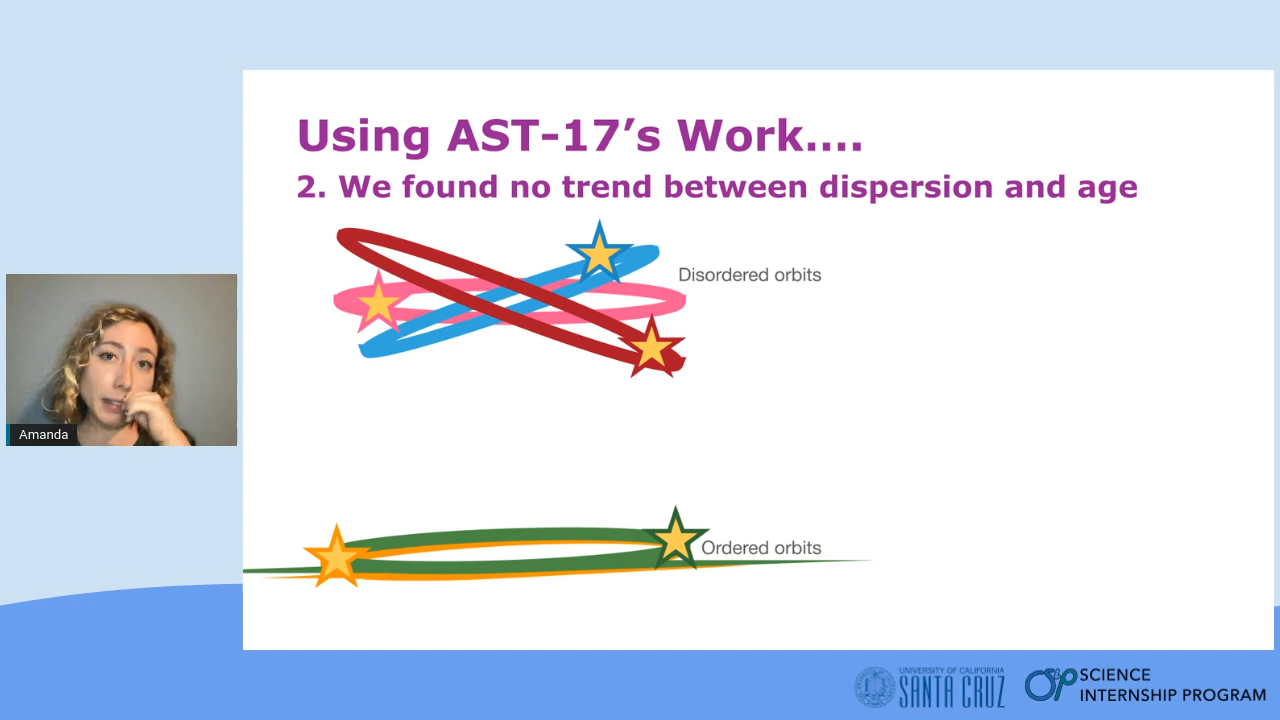 Using AST-17’s Work....
2. We found no trend between dispersion and age
Disordered orbits
Amanda
Ordered orbits
UNIVERSITY OF CALIFORNIA
SANTA CRUZ
SIP SCIENCE
INTERNSHIP PROGRAM